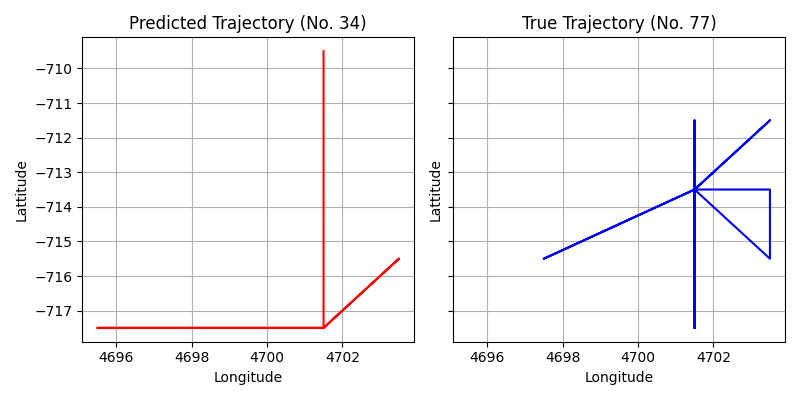 Predicted Trajectory (No. 34)
−710
−711
−712
−713
−714
−715
−716
−717
Lattitude
4696
4698
4700
4702
Longitude
True Trajectory (No. 77)
Lattitude
4696
4698
4700
4702
Longitude